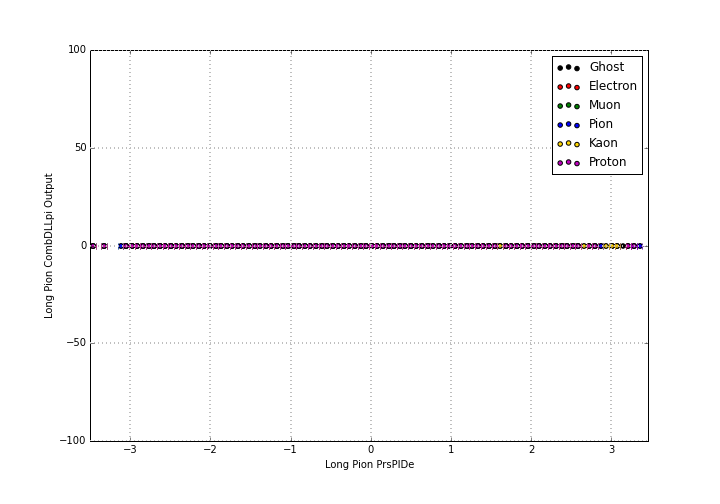 100
50
0
−50
−100
−3
−2
−1
0
1
2
3
Long Pion PrsPIDe
Long Pion CombDLLpi Output
Ghost
Electron
Muon
Pion
Kaon
Proton